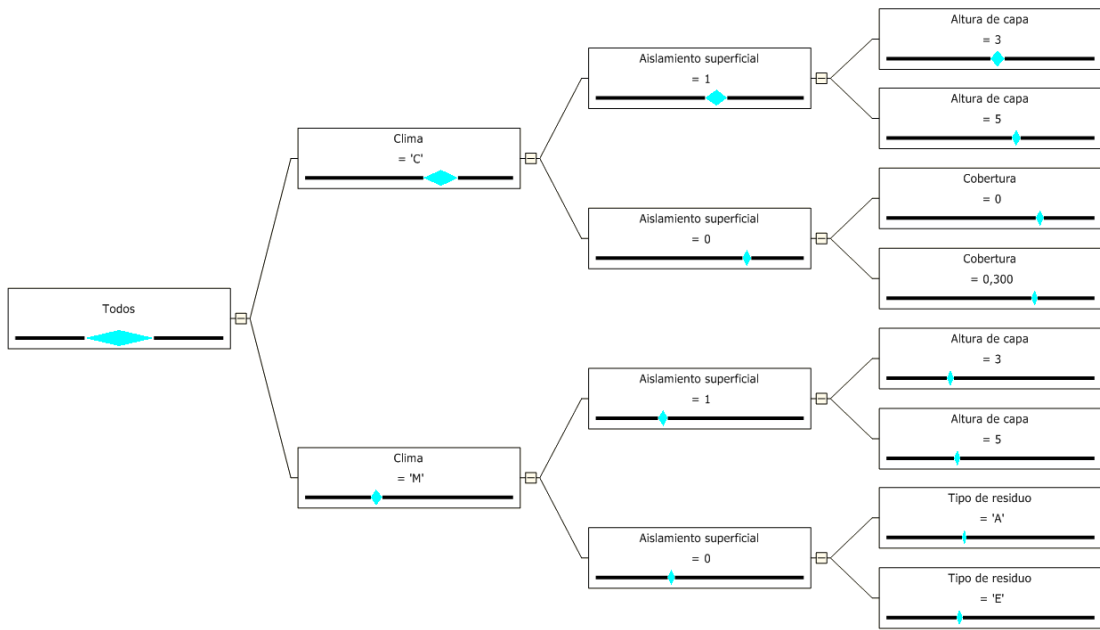 Todos
Clima
= 'C'
Clima
= 'M'
Aislamiento superficial
= 1
Aislamiento superficial
= 0
Aislamiento superficial
= 1
Aislamiento superficial
= 0
Altura de capa
= 3
Altura de capa
= 5
Cobertura
= 0
Cobertura
= 0,300
Altura de capa
= 3
Altura de capa
= 5
Tipo de residuo
= 'A'
Tipo de residuo
= 'E'